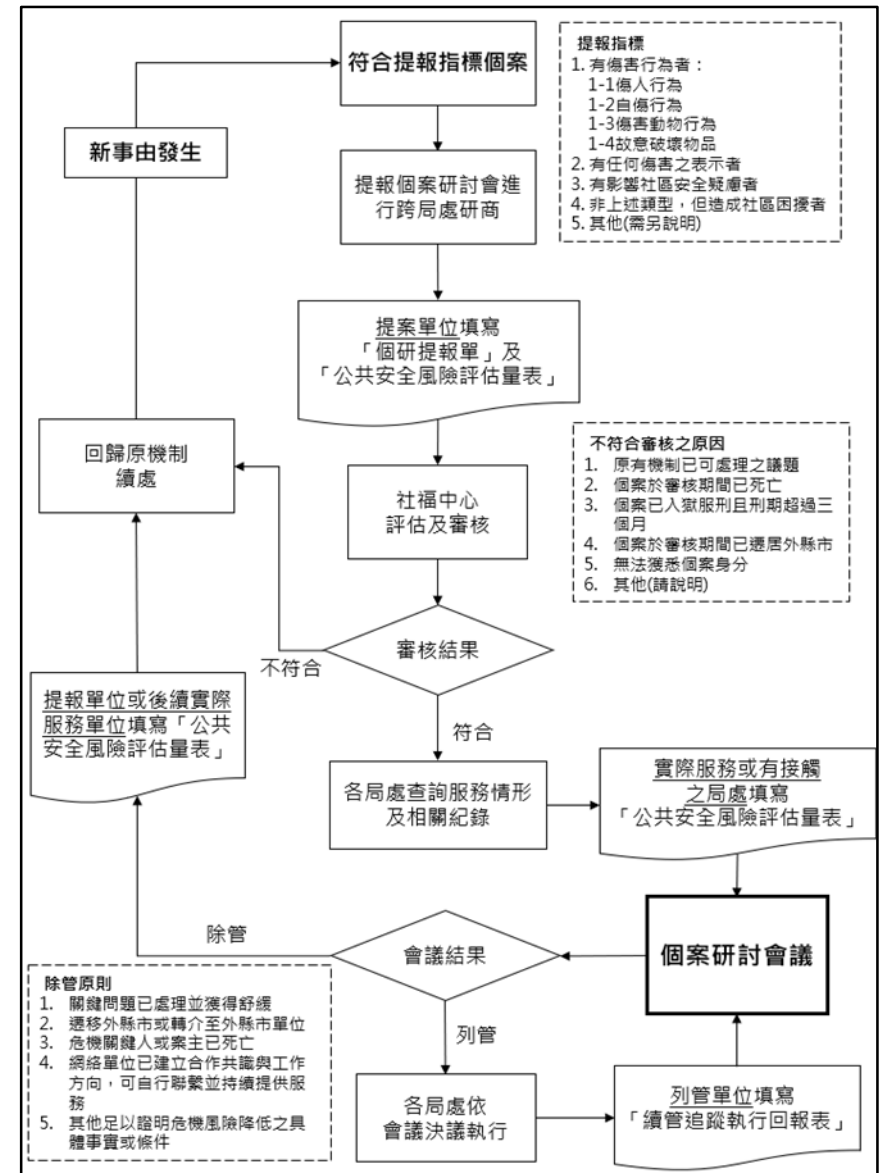 符合提報指標個案
提報指標
1. 有傷害行為者：
1-1傷人行為
1-2自傷行為
1-3傷害動物行為
1-4故意破壞物品
2. 有任何傷害之表示者
3. 有影響社區安全疑慮者
4. 非上述類型，但造成社區困擾者
5. 其他(需另說明)
新事由發生
提報個案研討會進
行跨局處研商
提案單位填寫
「個研提報單」及
「公共安全風險評估量表」
回歸原機制
續處
社福中心
評估及審核
不符合審核之原因
1. 原有機制已可處理之議題
2. 個案於審核期間已死亡
3. 個案已入獄服刑且刑期超過三
個月
4. 個案於審核期間已遷居外縣市
5. 無法獲悉個案身分
6. 其他(請說明)
審核結果
不符合
符合
提報單位或後續實際
服務單位填寫「公共
安全風險評估量表」
各局處查詢服務情形
及相關紀錄
實際服務或有接觸
之局處填寫
「公共安全風險評估量表」
除管
會議結果
個案研討會議
除管原則
1. 關鍵問題已處理並獲得舒緩
2. 遷移外縣市或轉介至外縣市單位
3. 危機關鍵人或案主已死亡
4. 網絡單位已建立合作共識與工作
方向，可自行聯繫並持續提供服
務
5. 其他足以證明危機風險降低之具
體事實或條件
列管
各局處依
會議決議執行
列管單位填寫
「續管追蹤執行回報表」